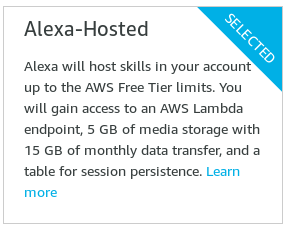 Alexa-Hosted
SELECTED
Alexa will host skills in your account
up to the AWS Free Tier limits. You
will gain access to an AWS Lambda
endpoint, 5 GB of media storage with
15 GB of monthly data transfer, and a
table for session persistence. Learn
more